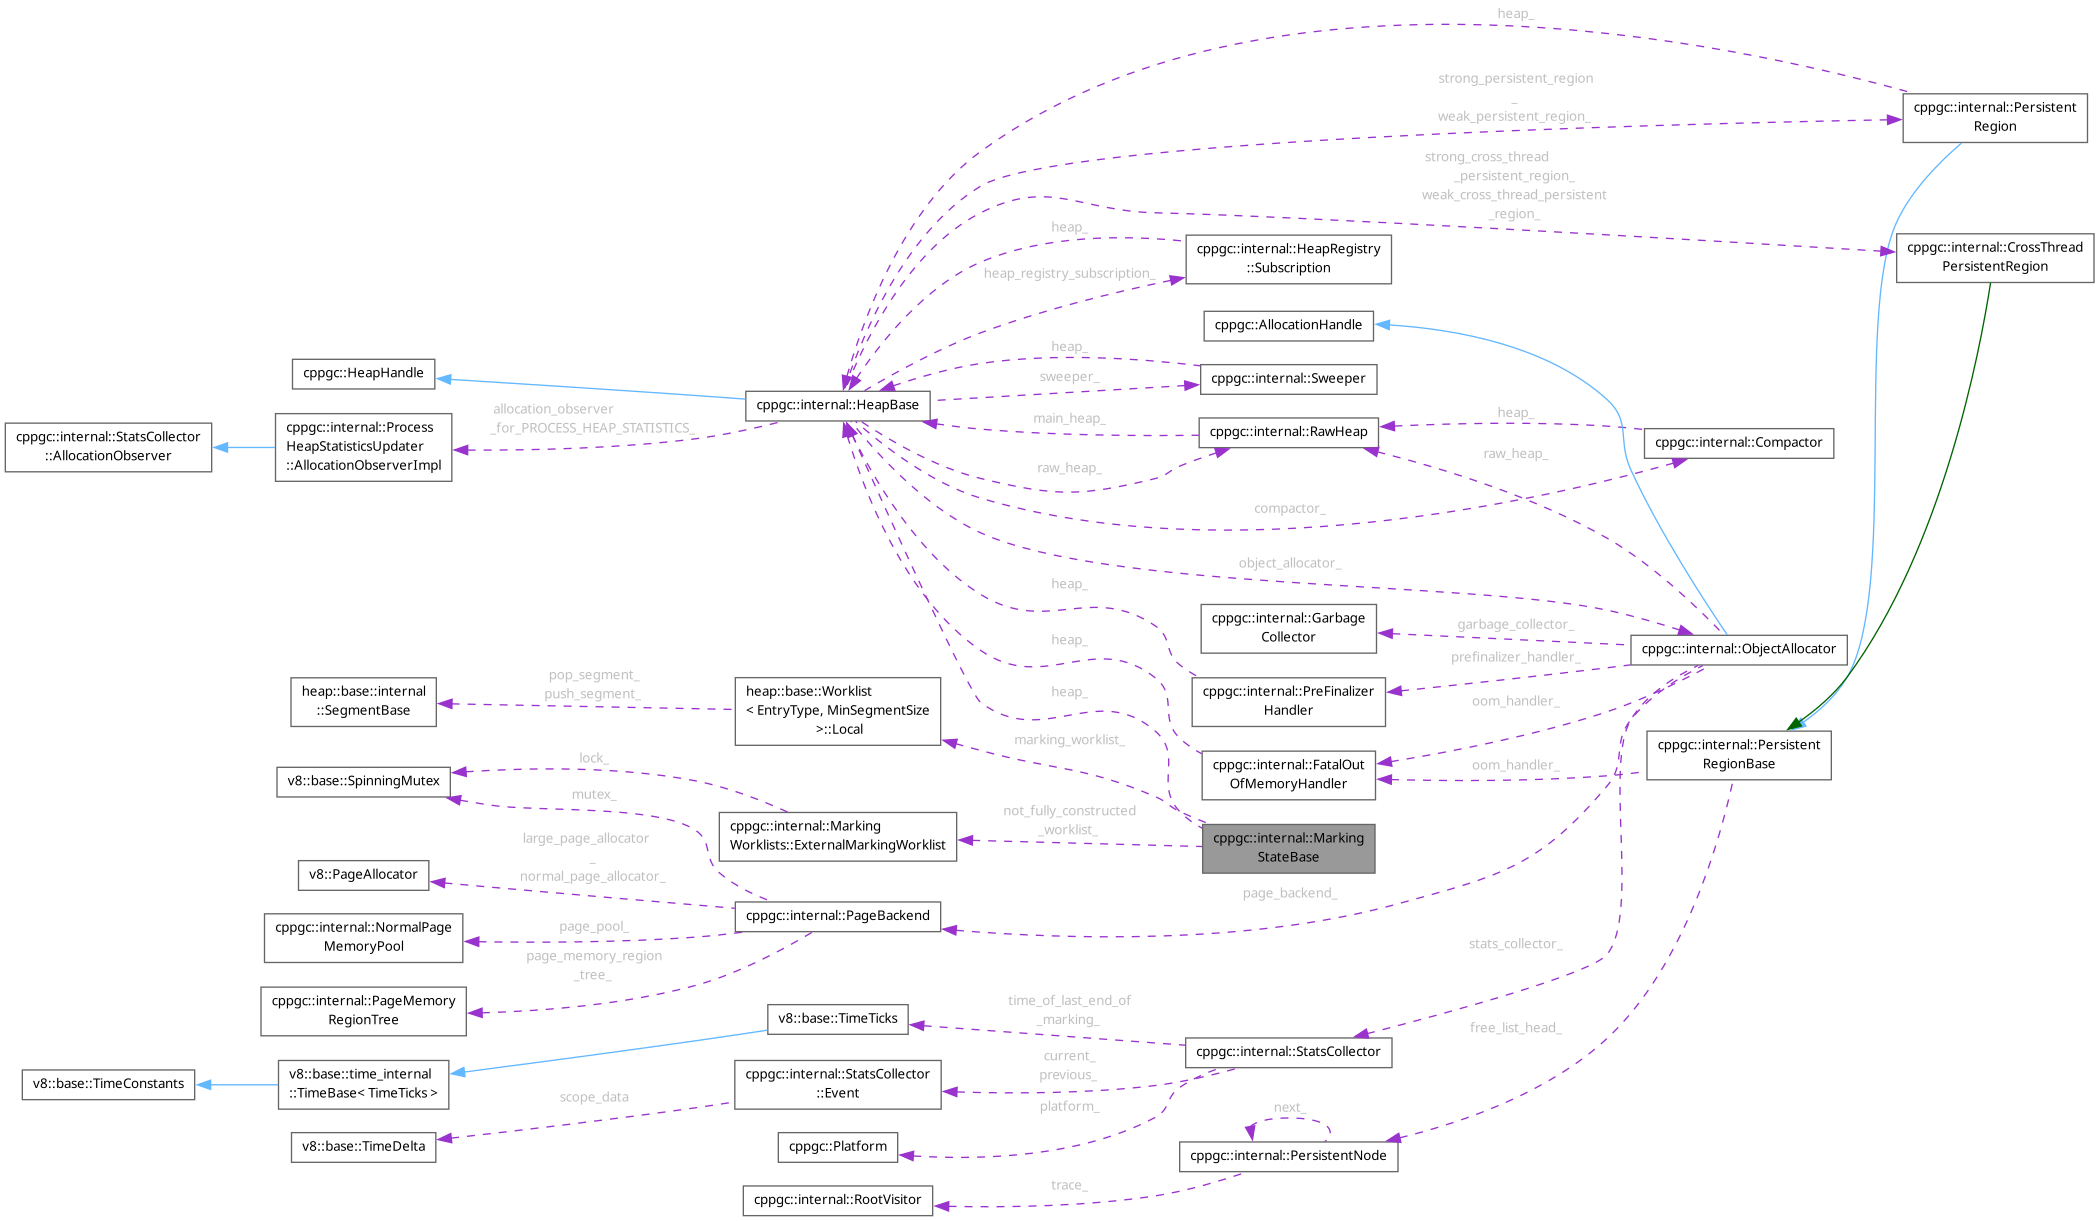 heap_
strong_persistent_region
_
weak_persistent_region_
cppgc::internal::Persistent
Region
strong_cross_thread
_persistent_region_
weak_cross_thread_persistent
_region_
heap_
cppgc::internal::HeapRegistry
::Subscription
cppgc::internal::CrossThread
PersistentRegion
heap_registry_subscription_
cppgc::AllocationHandle
heap_
cppgc::HeapHandle
sweeper_
cppgc::internal::Sweeper
cppgc::internal::HeapBase
allocation_observer
_for_PROCESS_HEAP_STATISTICS_
main_heap_
heap_
cppgc::internal::StatsCollector
::AllocationObserver
cppgc::internal::Process
HeapStatisticsUpdater
::AllocationObserverImpl
cppgc::internal::RawHeap
cppgc::internal::Compactor
raw_heap_
raw_heap_
compactor_
object_allocator_
heap_
cppgc::internal::Garbage
Collector
garbage_collector_
cppgc::internal::ObjectAllocator
heap_
prefinalizer_handler_
pop_segment_
push_segment_
heap::base::internal
::SegmentBase
heap::base::Worklist
< EntryType, MinSegmentSize
>::Local
heap_
cppgc::internal::PreFinalizer
Handler
oom_handler_
marking_worklist_
cppgc::internal::Persistent
RegionBase
lock_
v8::base::SpinningMutex
mutex_
cppgc::internal::FatalOut
OfMemoryHandler
oom_handler_
not_fully_constructed
_worklist_
cppgc::internal::Marking
Worklists::ExternalMarkingWorklist
cppgc::internal::Marking
StateBase
large_page_allocator
_
normal_page_allocator_
v8::PageAllocator
page_backend_
cppgc::internal::PageBackend
cppgc::internal::NormalPage
MemoryPool
page_pool_
page_memory_region
_tree_
stats_collector_
cppgc::internal::PageMemory
RegionTree
time_of_last_end_of
_marking_
v8::base::TimeTicks
free_list_head_
cppgc::internal::StatsCollector
current_
previous_
v8::base::TimeConstants
v8::base::time_internal
::TimeBase< TimeTicks >
cppgc::internal::StatsCollector
::Event
scope_data
platform_
next_
v8::base::TimeDelta
cppgc::Platform
cppgc::internal::PersistentNode
trace_
cppgc::internal::RootVisitor